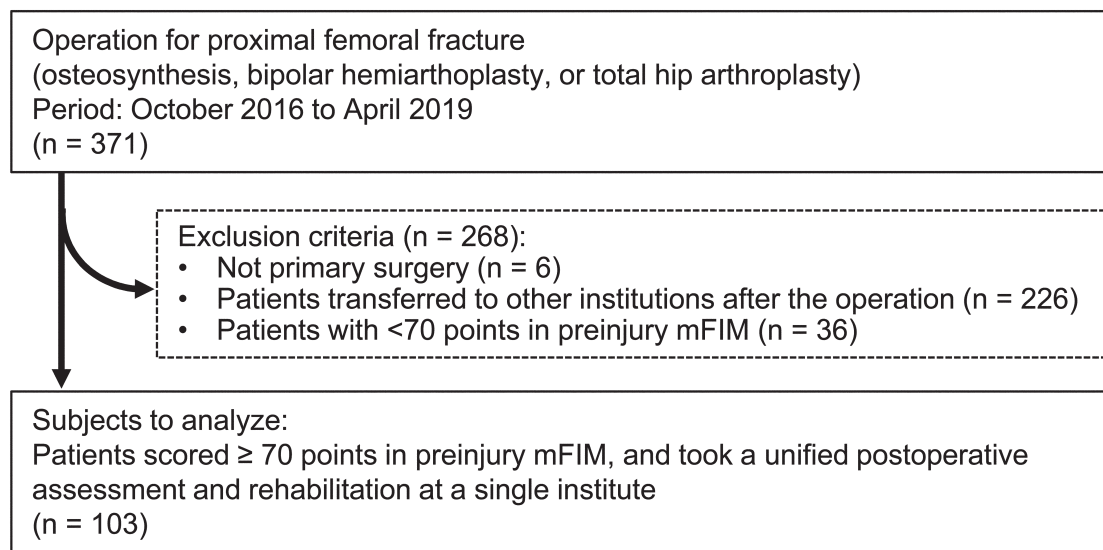 Operation for proximal femoral fracture
(osteosynthesis, bipolar hemiarthoplasty, or total hip arthroplasty)
Period: October 2016 to April 2019
(n = 371)
Exclusion criteria (n = 268):
• Not primary surgery (n = 6)
• Patients transferred to other institutions after the operation (n = 226)
• Patients with <70 points in preinjury mFIM (n = 36)
Subjects to analyze:
Patients scored ≥ 70 points in preinjury mFIM, and took a unified postoperative
assessment and rehabilitation at a single institute
(n = 103)